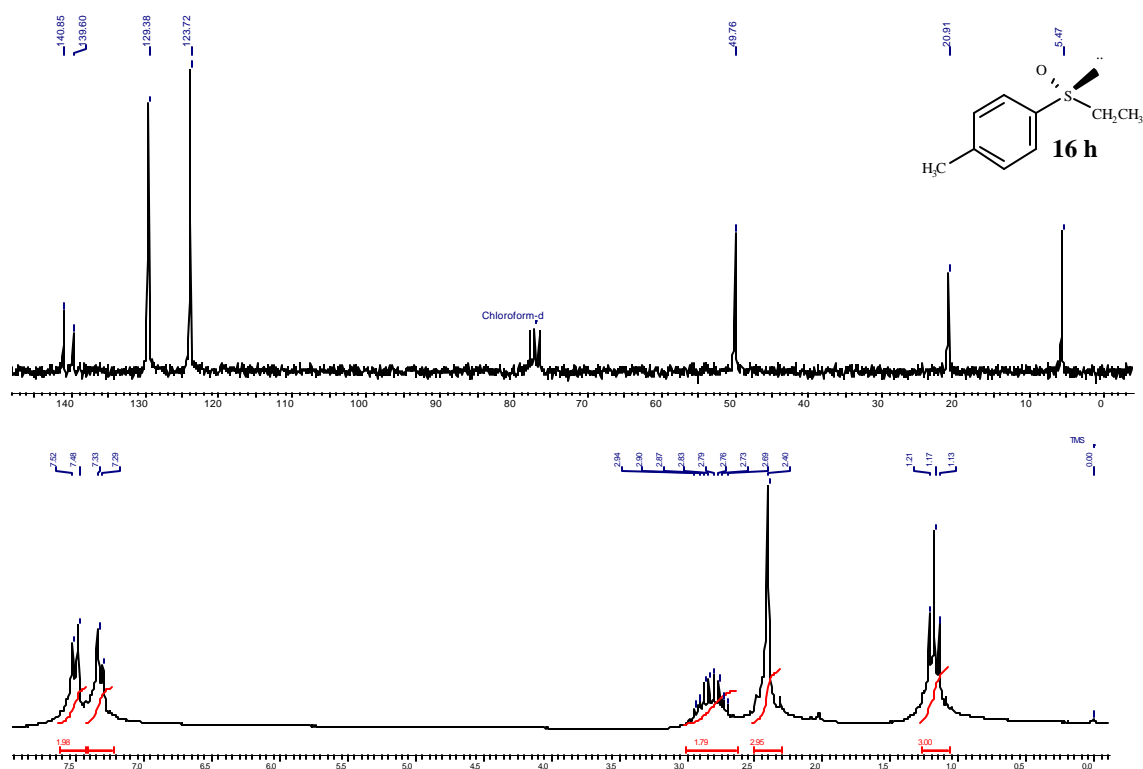 140.85 139.60 129.38 123.72 49.76 20.91 5.47
..
O
S
CH₂CH₃
16 h
H₃C
Chloroform-d
140 130 120 110 100 90 80 70 60 50 40 30 20 10 0
TMS
7.52 7.48 7.33 7.29 2.94 2.90 2.87 2.83 2.79 2.76 2.73 2.69 2.40 1.21 1.17 1.13 0.00
1.98 1.79 2.95 3.00
7.5 7.0 6.5 6.0 5.5 5.0 4.5 4.0 3.5 3.0 2.5 2.0 1.5 1.0 0.5 0.0